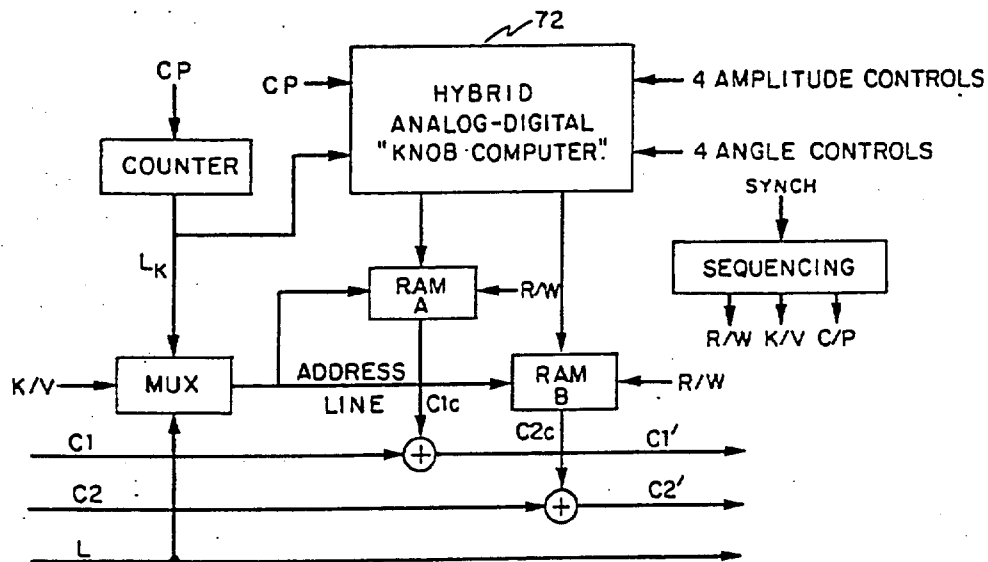 72
CP
CP
HYBRID
ANALOG-DIGITAL
"KNOB COMPUTER".
4 AMPLITUDE CONTROLS
4 ANGLE CONTROLS
COUNTER
SYNCH
SEQUENCING
R/W K/V C/P
LK
RAM
A
R/W
K/V
MUX
ADDRESS
LINE
RAM
B
R/W
C1c
C2c
C1
C1'
C2
C2'
L